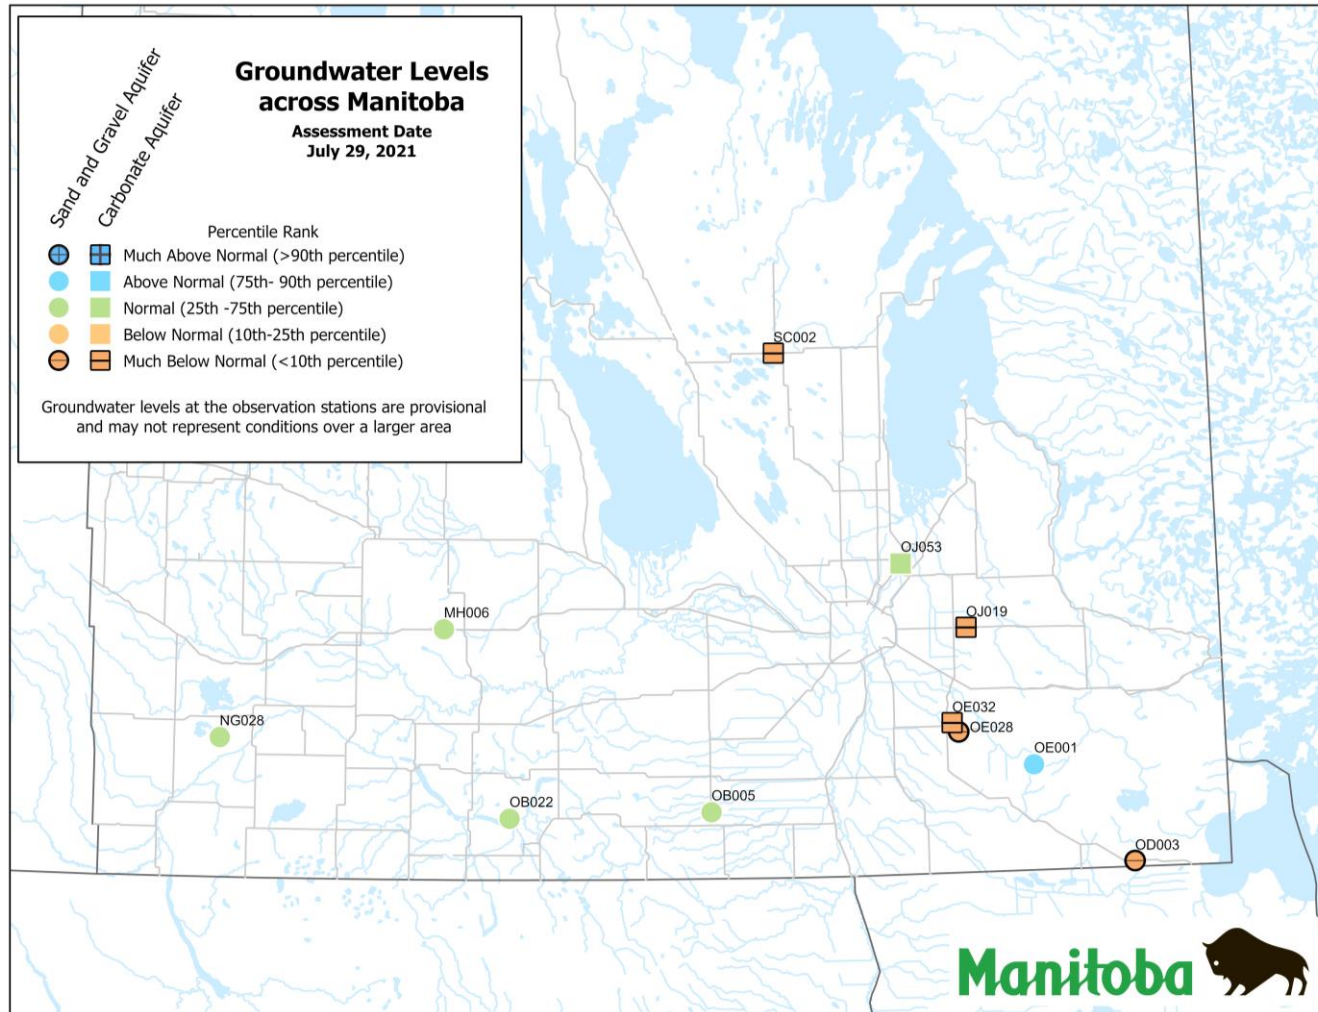 Groundwater Levels
across Manitoba
Assessment Date
July 29, 2021
Sand and Gravel Aquifer
Carbonate Aquifer
Percentile Rank
Much Above Normal (>90th percentile)
Above Normal (75th- 90th percentile)
Normal (25th -75th percentile)
Below Normal (10th-25th percentile)
Much Below Normal (<10th percentile)
Groundwater levels at the observation stations are provisional
and may not represent conditions over a larger area
SC002
OJ053
MH006
OJ019
OE032
NG028
OE028
OE001
OB022
OB005
OD003
Manitoba